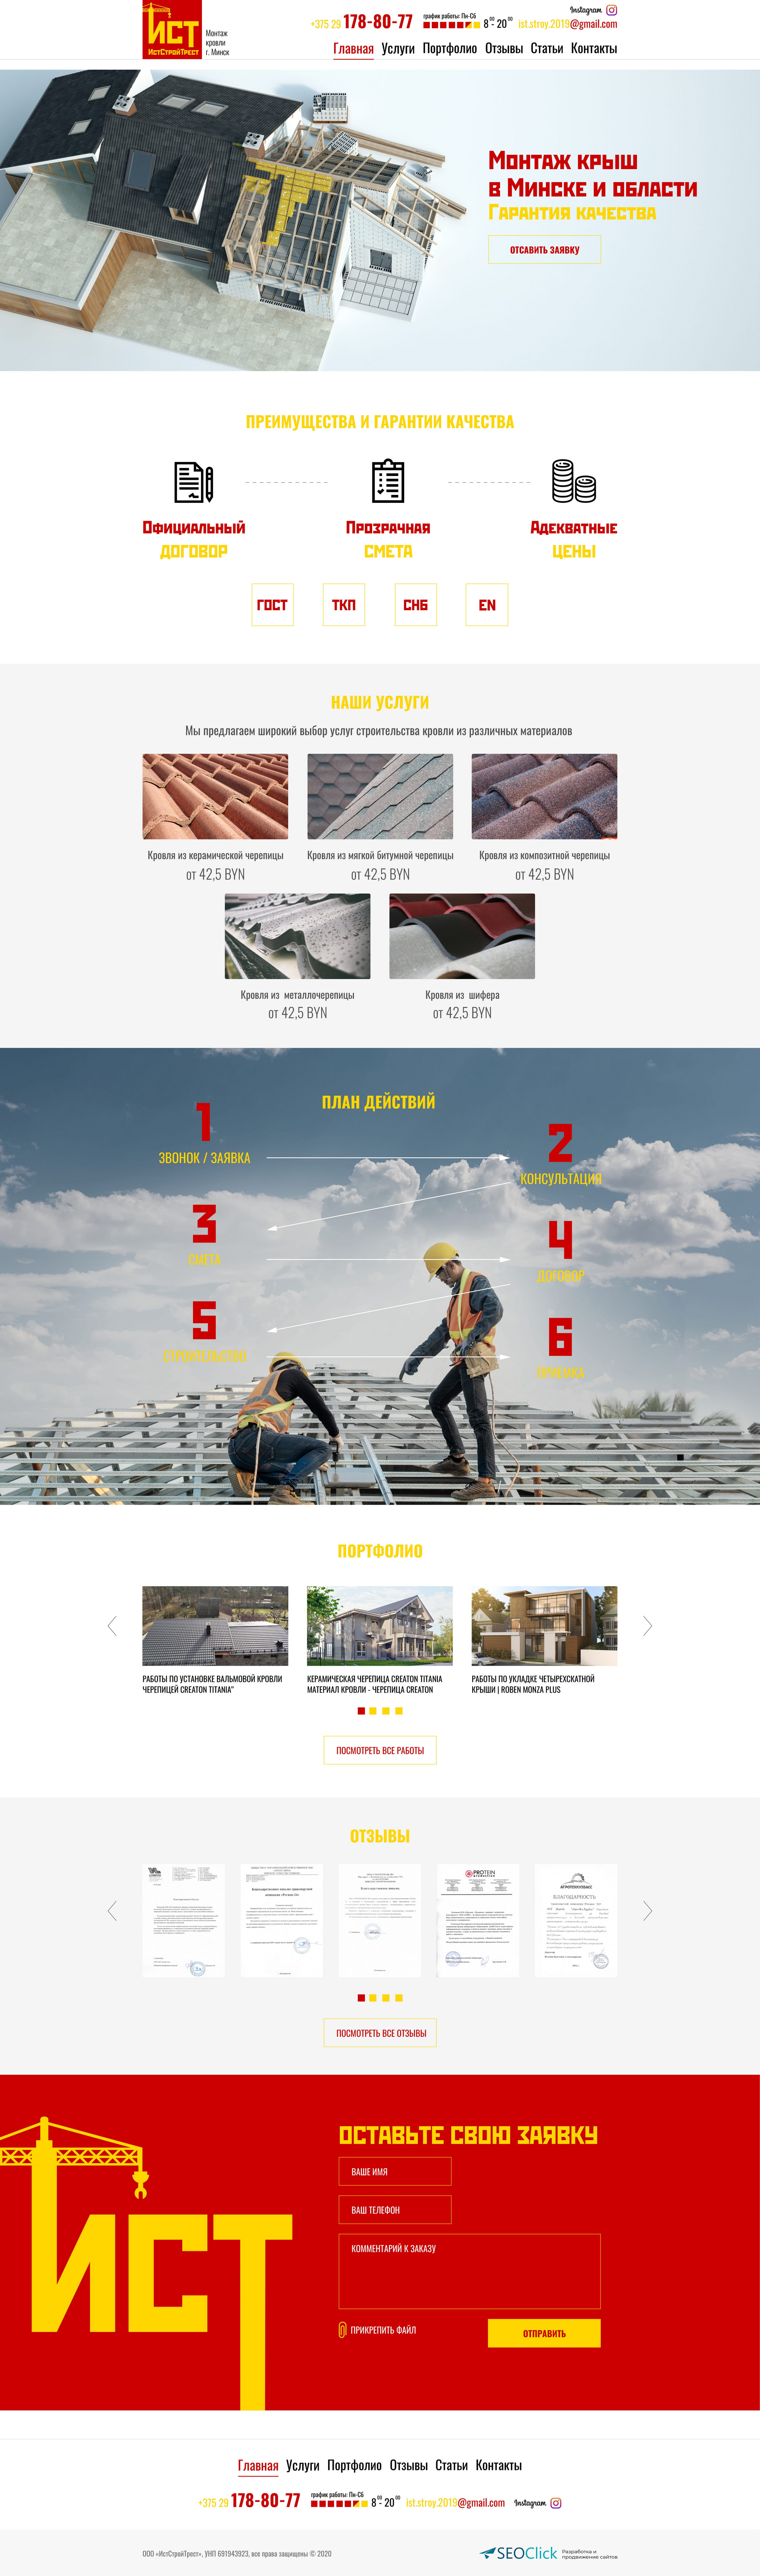 ИСТ
ИстСтройТрест
Монтаж
кровли
г. Минск
+375 29 178-80-77
график работы: Пн-Сб
8 00 - 20 00
Instagram
ist.stroy.2019@gmail.com
Главная Услуги Портфолио Отзывы Статьи Контакты
Монтаж крыш
в Минске и области
Гарантия качества
ОТСАВИТЬ ЗАЯВКУ
ПРЕИМУЩЕСТВА И ГАРАНТИИ КАЧЕСТВА
Официальный
договор
Прозрачная
смета
Адекватные
цены
ГОСТ
ТКП
СНБ
EN
НАШИ УСЛУГИ
Мы предлагаем широкий выбор услуг строительства кровли из различных материалов
Кровля из керамической черепицы
от 42,5 BYN
Кровля из мягкой битумной черепицы
от 42,5 BYN
Кровля из композитной черепицы
от 42,5 BYN
Кровля из металлочерепицы
от 42,5 BYN
Кровля из шифера
от 42,5 BYN
ПЛАН ДЕЙСТВИЙ
1
ЗВОНОК / ЗАЯВКА
2
КОНСУЛЬТАЦИЯ
3
СМЕТА
4
ДОГОВОР
5
СТРОИТЕЛЬСТВО
6
ПРИЕМКА
ПОРТФОЛИО
РАБОТЫ ПО УСТАНОВКЕ ВАЛЬМОВОЙ КРОВЛИ
ЧЕРЕПИЦЕЙ CREATON TITANIA"
КЕРАМИЧЕСКАЯ ЧЕРЕПИЦА CREATON TITANIA
МАТЕРИАЛ КРОВЛИ - ЧЕРЕПИЦА CREATON
РАБОТЫ ПО УКЛАДКЕ ЧЕТЫРЕХСКАТНОЙ
КРЫШИ | ROBEN MONZA PLUS
ПОСМОТРЕТЬ ВСЕ РАБОТЫ
ОТЗЫВЫ
PROTEIN
АГРОТЕХКУЗБАСС
БЛАГОДАРНОСТЬ
ПОСМОТРЕТЬ ВСЕ ОТЗЫВЫ
ИСТ
ОСТАВЬТЕ СВОЮ ЗАЯВКУ
ВАШЕ ИМЯ
ВАШ ТЕЛЕФОН
КОММЕНТАРИЙ К ЗАКАЗУ
ПРИКРЕПИТЬ ФАЙЛ
ОТПРАВИТЬ
Главная Услуги Портфолио Отзывы Статьи Контакты
+375 29 178-80-77
график работы: Пн-Сб
8 00 - 20 00
ist.stroy.2019@gmail.com
Instagram
ООО «ИстСтройТрест», УНП 691943923, все права защищены © 2020
SEOClick
Разработка и
продвижение сайтов